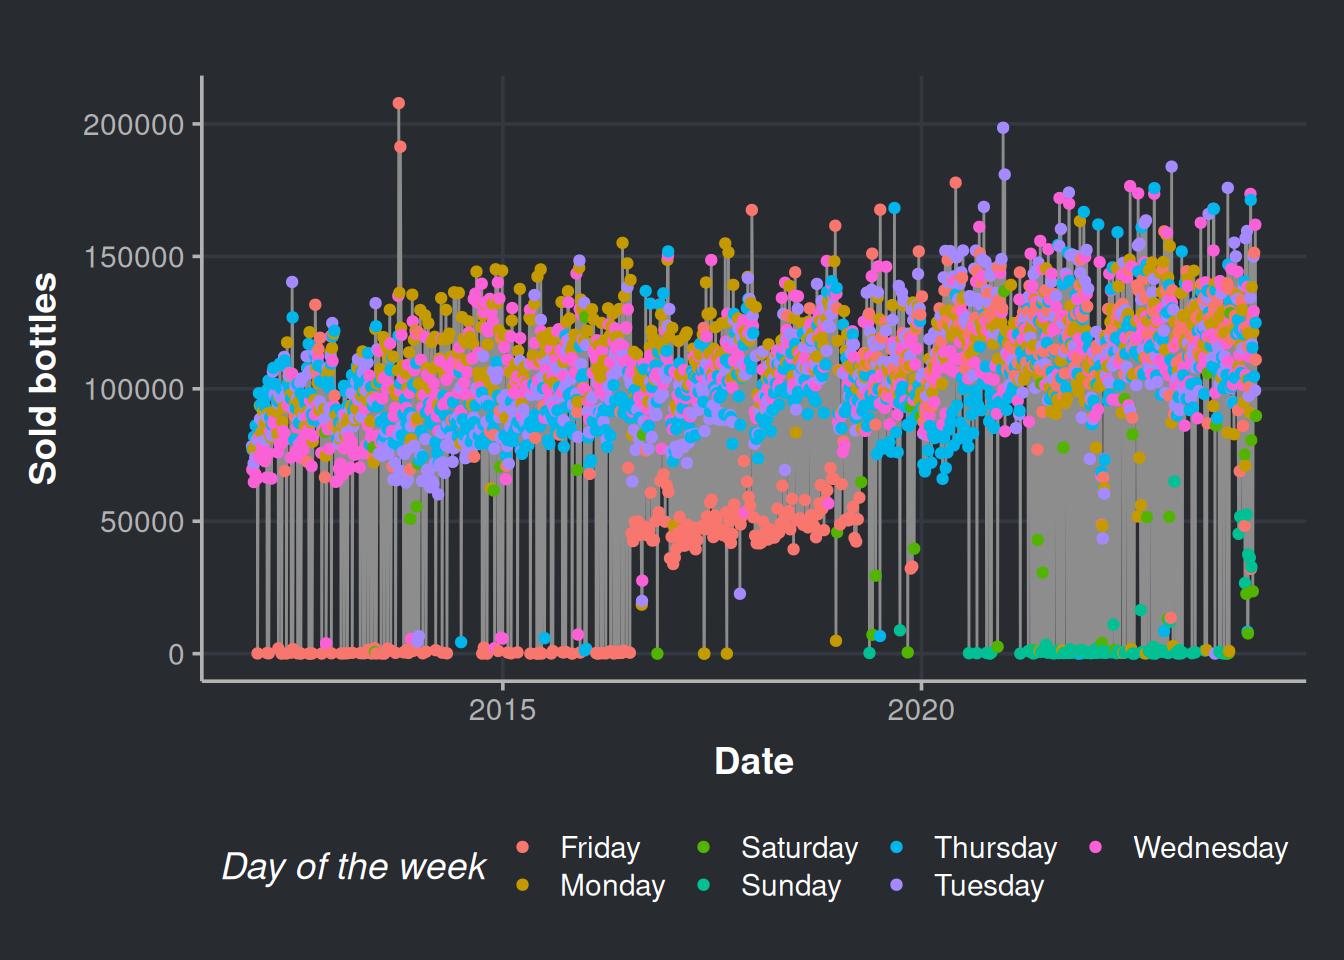 200000
150000
100000
50000
0
Sold bottles
2015 2020
Date
Day of the week
Friday Saturday Thursday Wednesday
Monday Sunday Tuesday